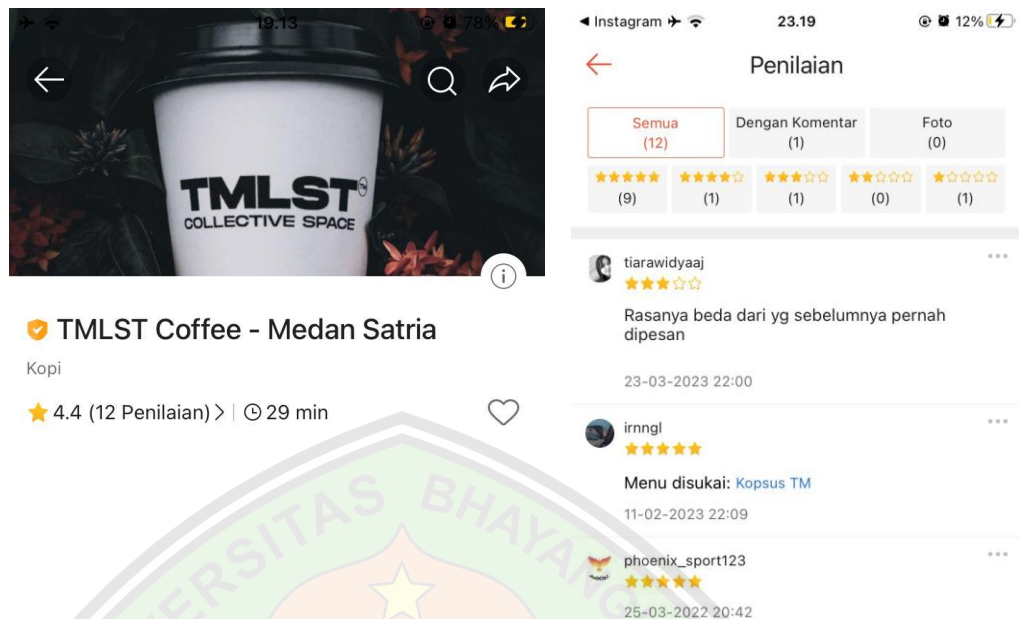 19.13
78%
TMLST
COLLECTIVE SPACE
TMLST Coffee - Medan Satria
Kopi
4.4 (12 Penilaian) > | 29 min
Instagram
23.19
12%
Penilaian
Semua
(12)
Dengan Komentar
(1)
Foto
(0)
(9)
(1)
(1)
(0)
(1)
tiarawidyaaj
Rasanya beda dari yg sebelumnya pernah
dipesan
23-03-2023 22:00
irnngl
Menu disukai: Kopsus TM
11-02-2023 22:09
phoenix_sport123
25-03-2022 20:42
ERSITAS BHAYANG